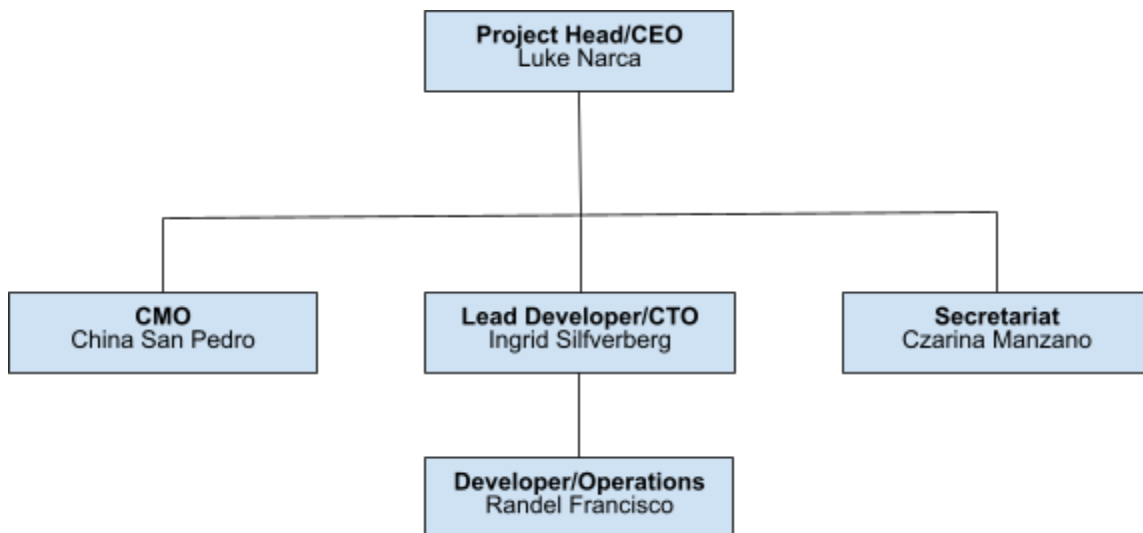 Project Head/CEO
Luke Narca
CMO
China San Pedro
Lead Developer/CTO
Ingrid Silfverberg
Secretariat
Czarina Manzano
Developer/Operations
Randel Francisco